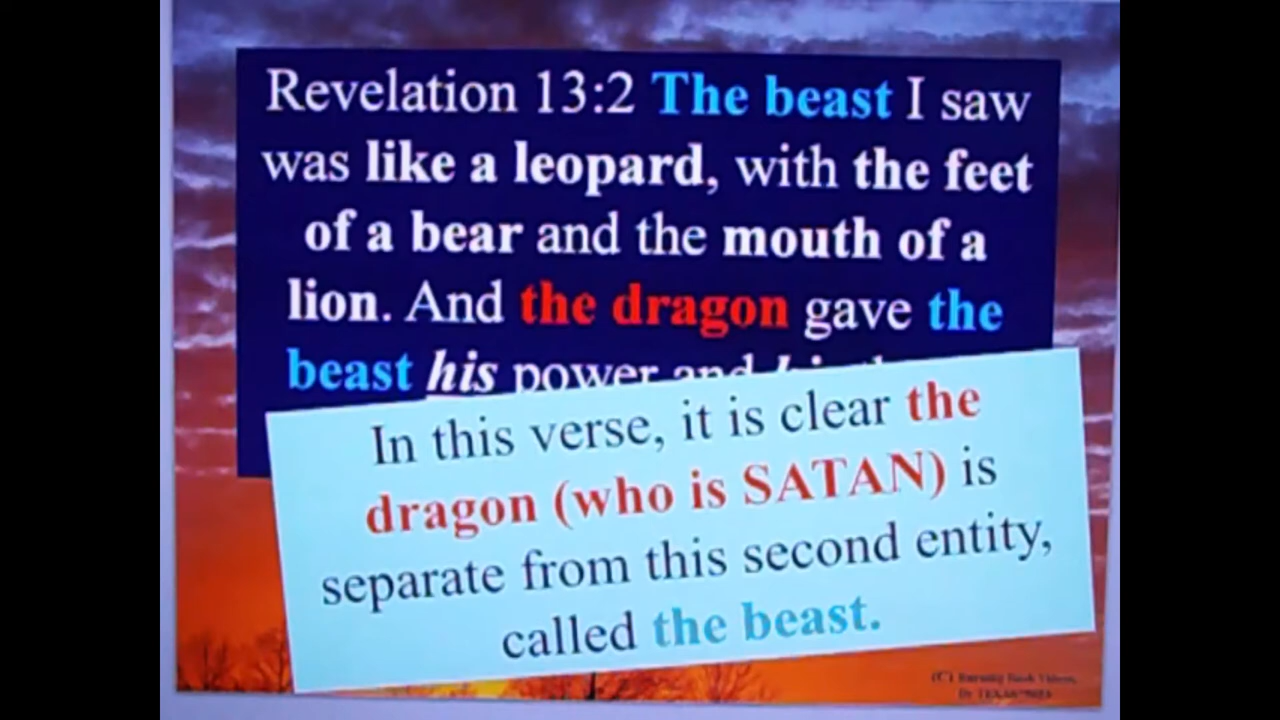 Revelation 13:2 The beast I saw
was like a leopard, with the feet
of a bear and the mouth of a
lion. And the dragon gave the
beast his power and
In this verse, it is clear the
dragon (who is SATAN) is
separate from this second entity,
called the beast.